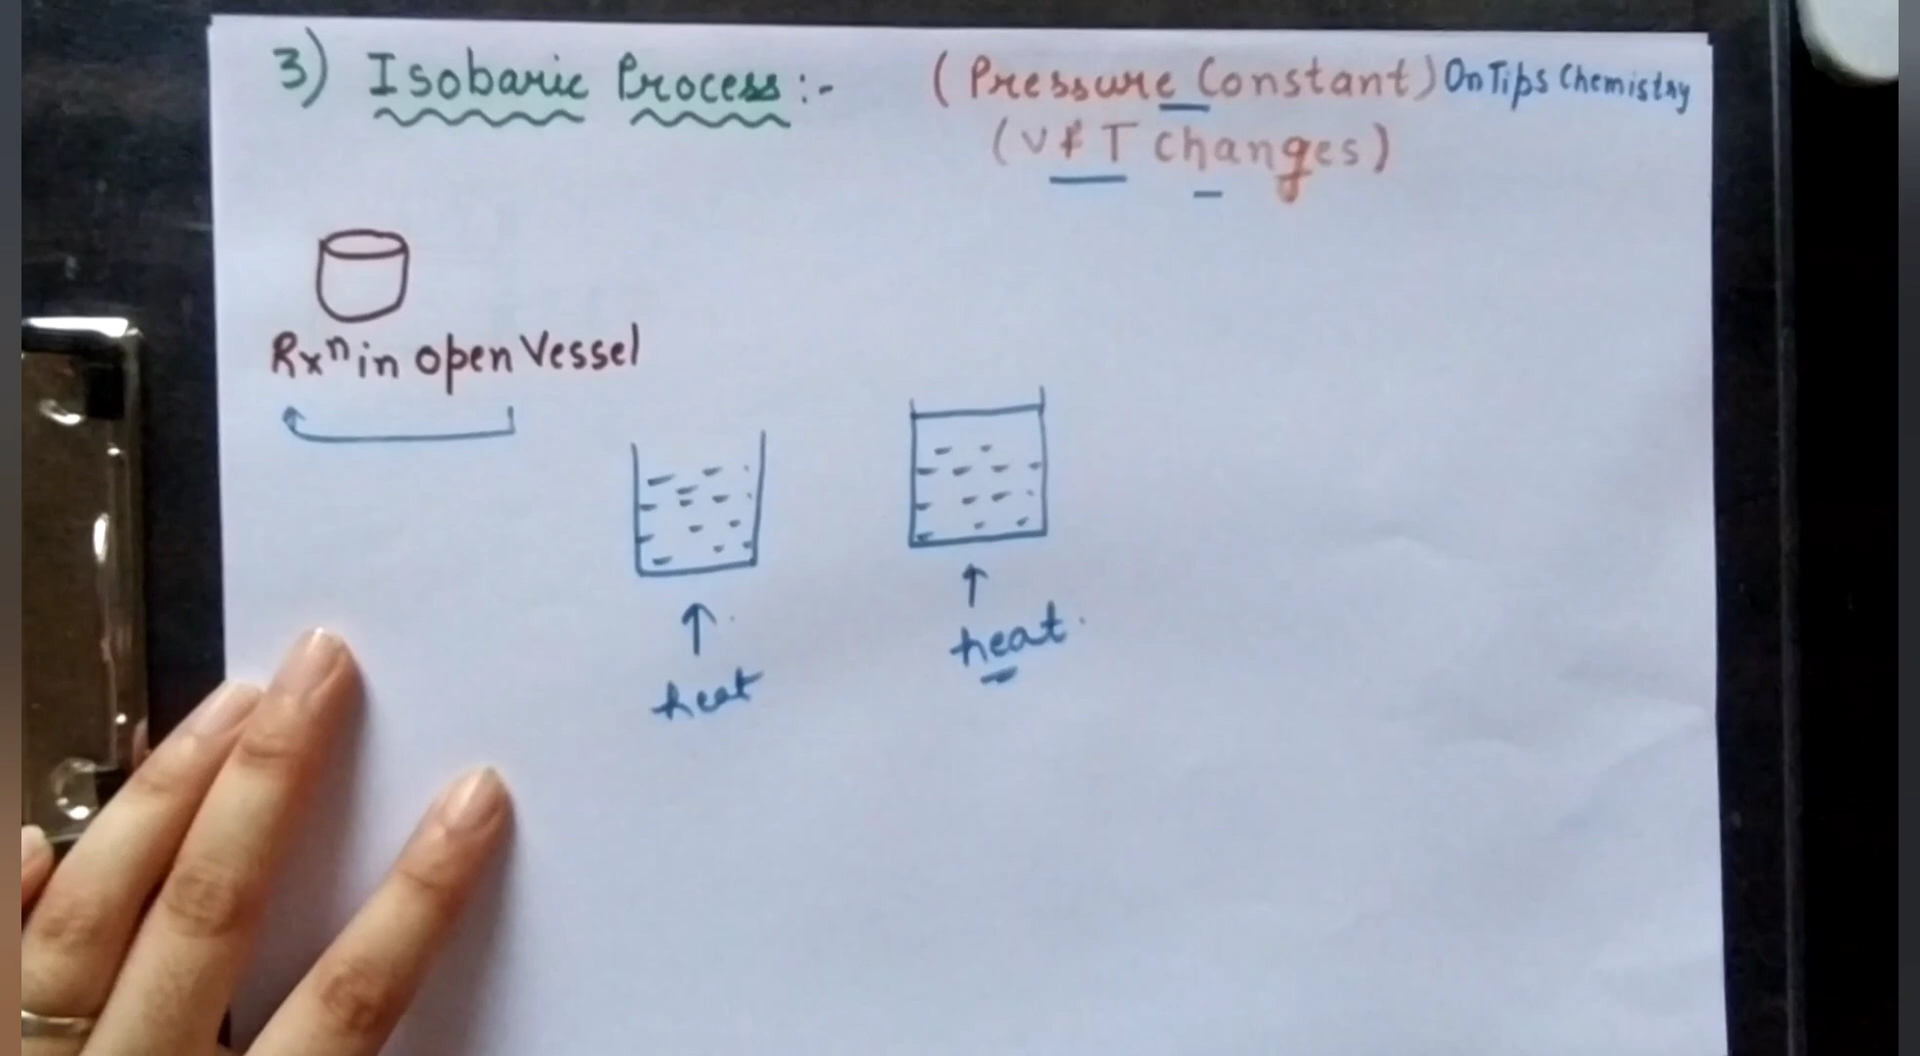 3) Isobaric Process:- (Pressure Constant) OnTips Chemistry
(V & T Changes)
Rxⁿ in open Vessel
heat
heat